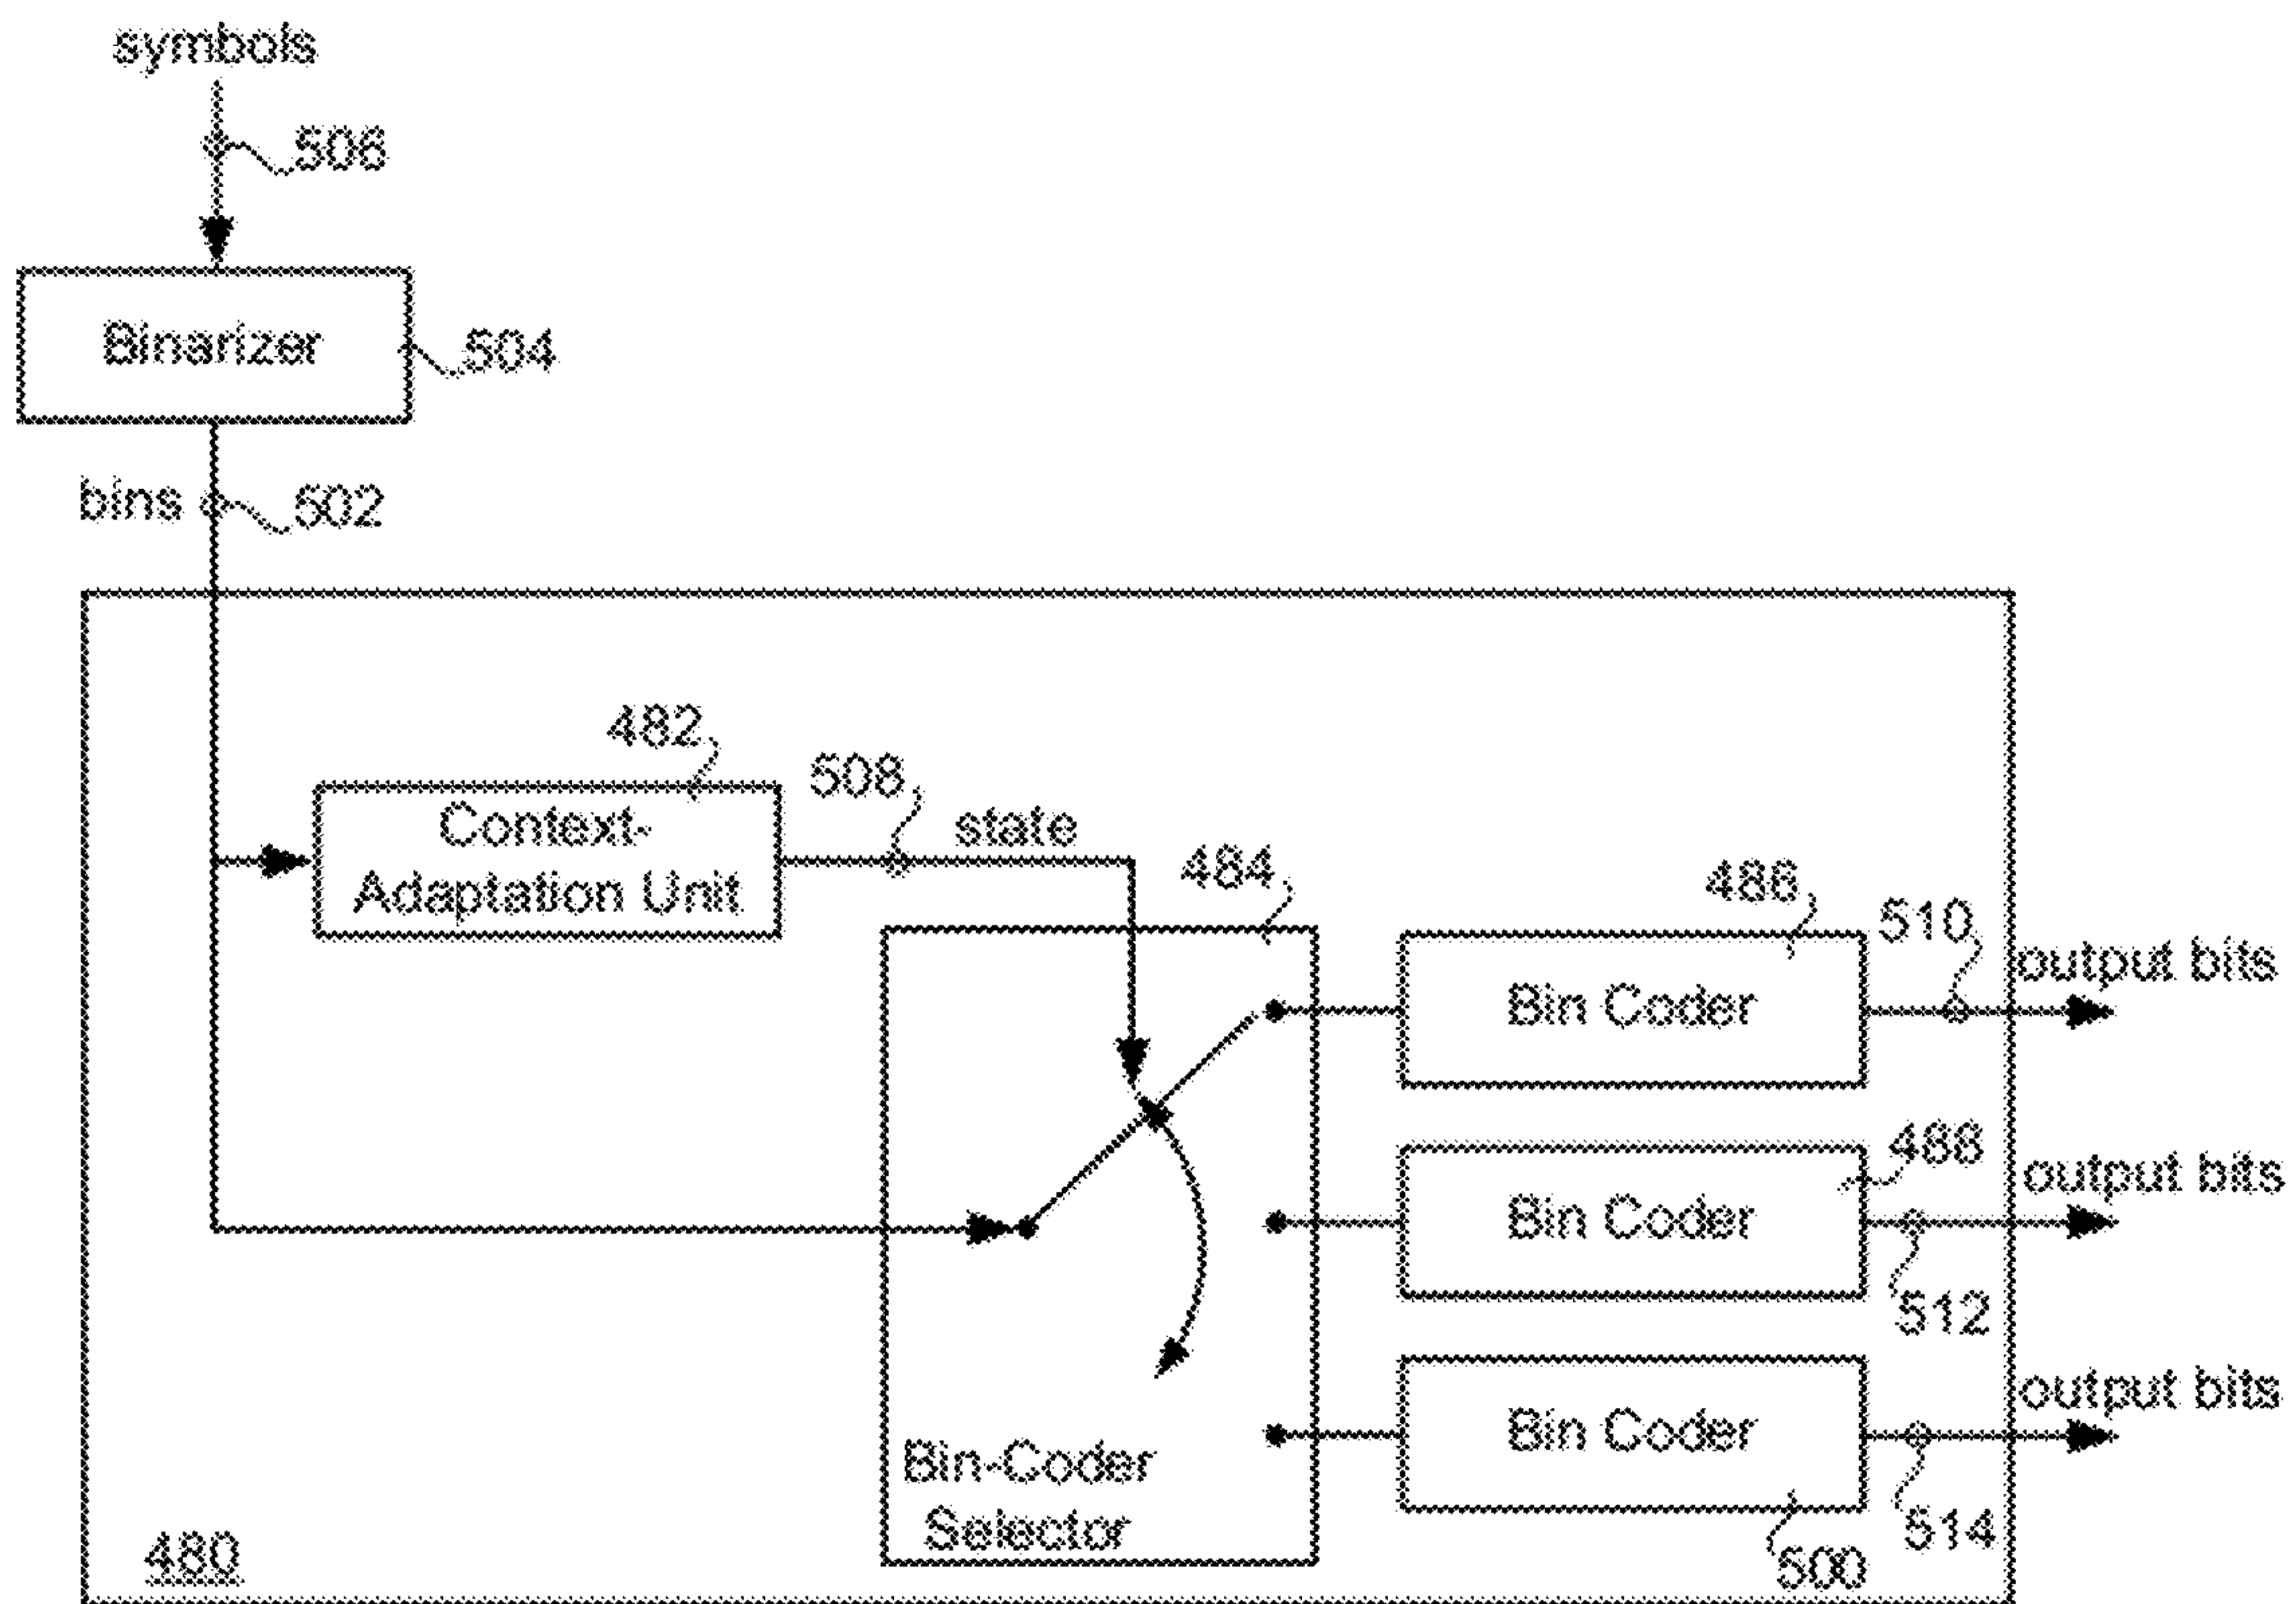 symbols
506
Binarizer
504
bins
502
482
508
state
Context-
Adaptation Unit
484
486
510
output bits
Bin Coder
488
output bits
Bin Coder
512
output bits
Bin Coder
514
Bin-Coder
Selector
500
480